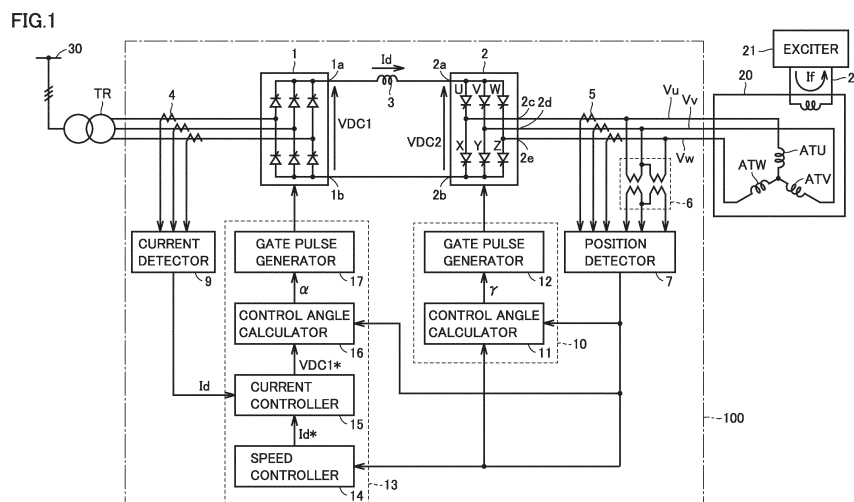 FIG.1
30
TR
4
1
1a
Id
3
2a
2
U V W
2c
2d
2e
X Y Z
VDC1
VDC2
1b
2b
5
Vu
Vv
Vw
6
21
EXCITER
If
2
20
ATU
ATW
ATV
CURRENT
DETECTOR
9
GATE PULSE
GENERATOR
17
GATE PULSE
GENERATOR
12
POSITION
DETECTOR
7
α
γ
CONTROL ANGLE
CALCULATOR
16
CONTROL ANGLE
CALCULATOR
11
10
VDC1*
Id
CURRENT
CONTROLLER
15
100
Id*
SPEED
CONTROLLER
14
13